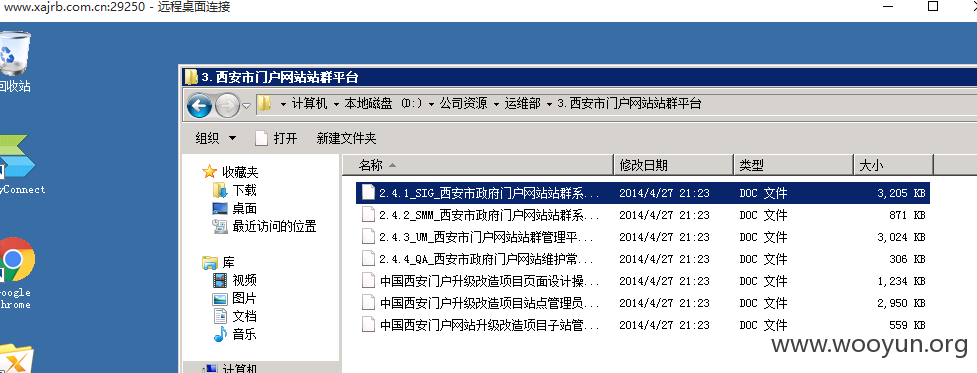 www.xajrb.com.cn:29250 - 远程桌面连接
回收站
3. 西安市门户网站站群平台
计算机 本地磁盘 (D:) 公司资源 运维部 3. 西安市门户网站站群平台
组织 打开 新建文件夹
名称 修改日期 类型 大小
收藏夹
下载
桌面
最近访问的位置
库
视频
图片
文档
音乐
计算机
yConnect
oogle
hrome
2.4.1_SIG_西安市政府门户网站站群系... 2014/4/27 21:23 DOC 文件 3,205 KB
2.4.2_SMM_西安市政府门户网站站群系... 2014/4/27 21:23 DOC 文件 871 KB
2.4.3_UM_西安市门户网站站群管理平... 2014/4/27 21:23 DOC 文件 3,024 KB
2.4.4_QA_西安市门户网站维护常... 2014/4/27 21:23 DOC 文件 306 KB
中国西安门户升级改造项目页面设计操... 2014/4/27 21:23 DOC 文件 1,234 KB
中国西安门户升级改造项目站点管理员... 2014/4/27 21:23 DOC 文件 2,950 KB
中国西安门户网站升级改造项目子站管... 2014/4/27 21:23 DOC 文件 559 KB
www.wooyun.org